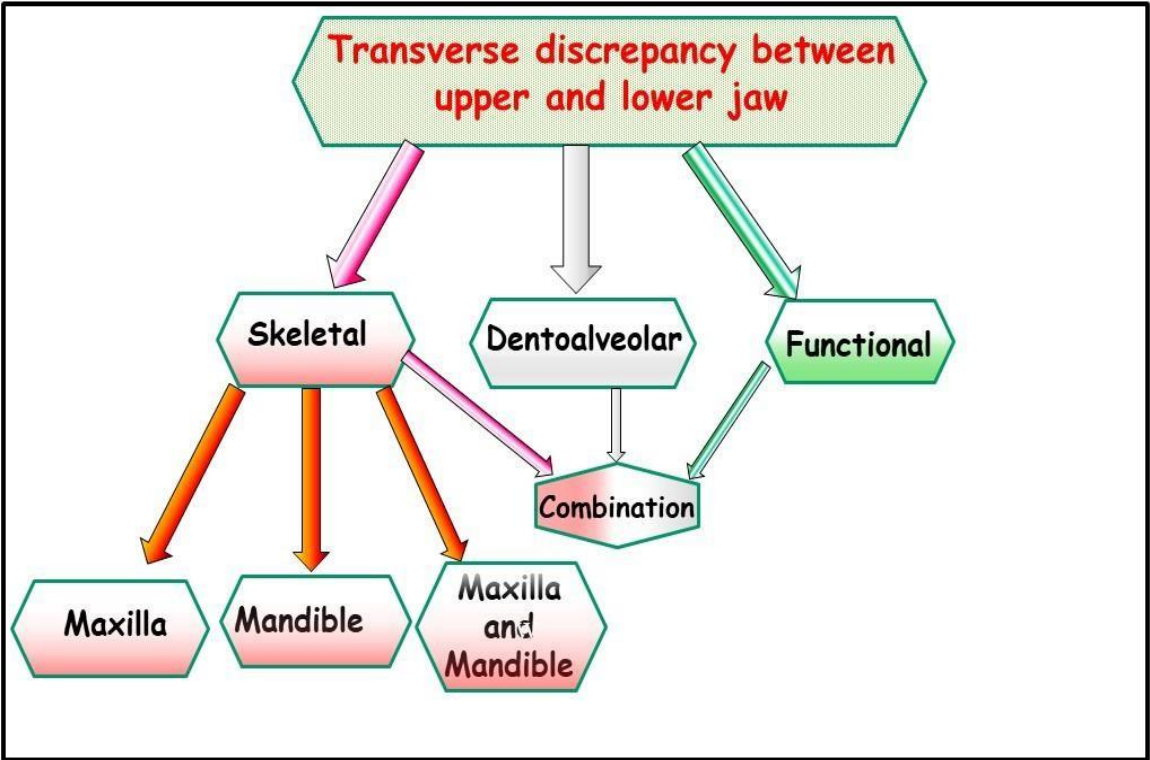 Transverse discrepancy between
upper and lower jaw
Skeletal
Dentoalveolar
Functional
Combination
Maxilla
Mandible
Maxilla
and
Mandible